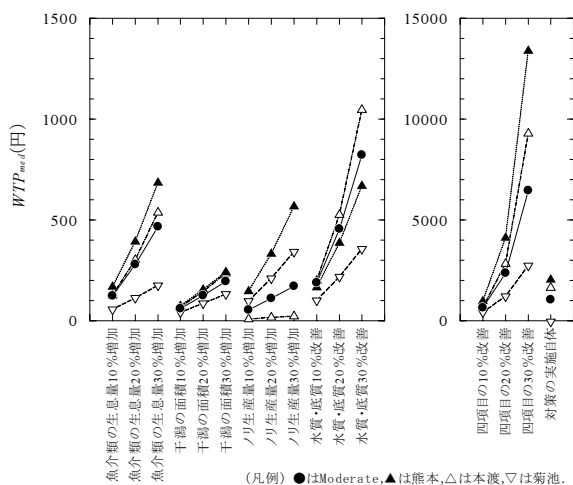 1500
1000
500
0
WTPmed(円)
15000
10000
5000
0
魚介類の生息量10%増加
魚介類の生息量20%増加
魚介類の生息量30%増加
干潟の面積10%増加
干潟の面積20%増加
干潟の面積30%増加
ノリ生産量10%増加
ノリ生産量20%増加
ノリ生産量30%増加
水質・底質10%改善
水質・底質20%改善
水質・底質30%改善
四項目の10%改善
四項目の20%改善
四項目の30%改善
対策の実施自体
(凡例) ●はModerate,▲は熊本,△は本渡,▽は菊池.